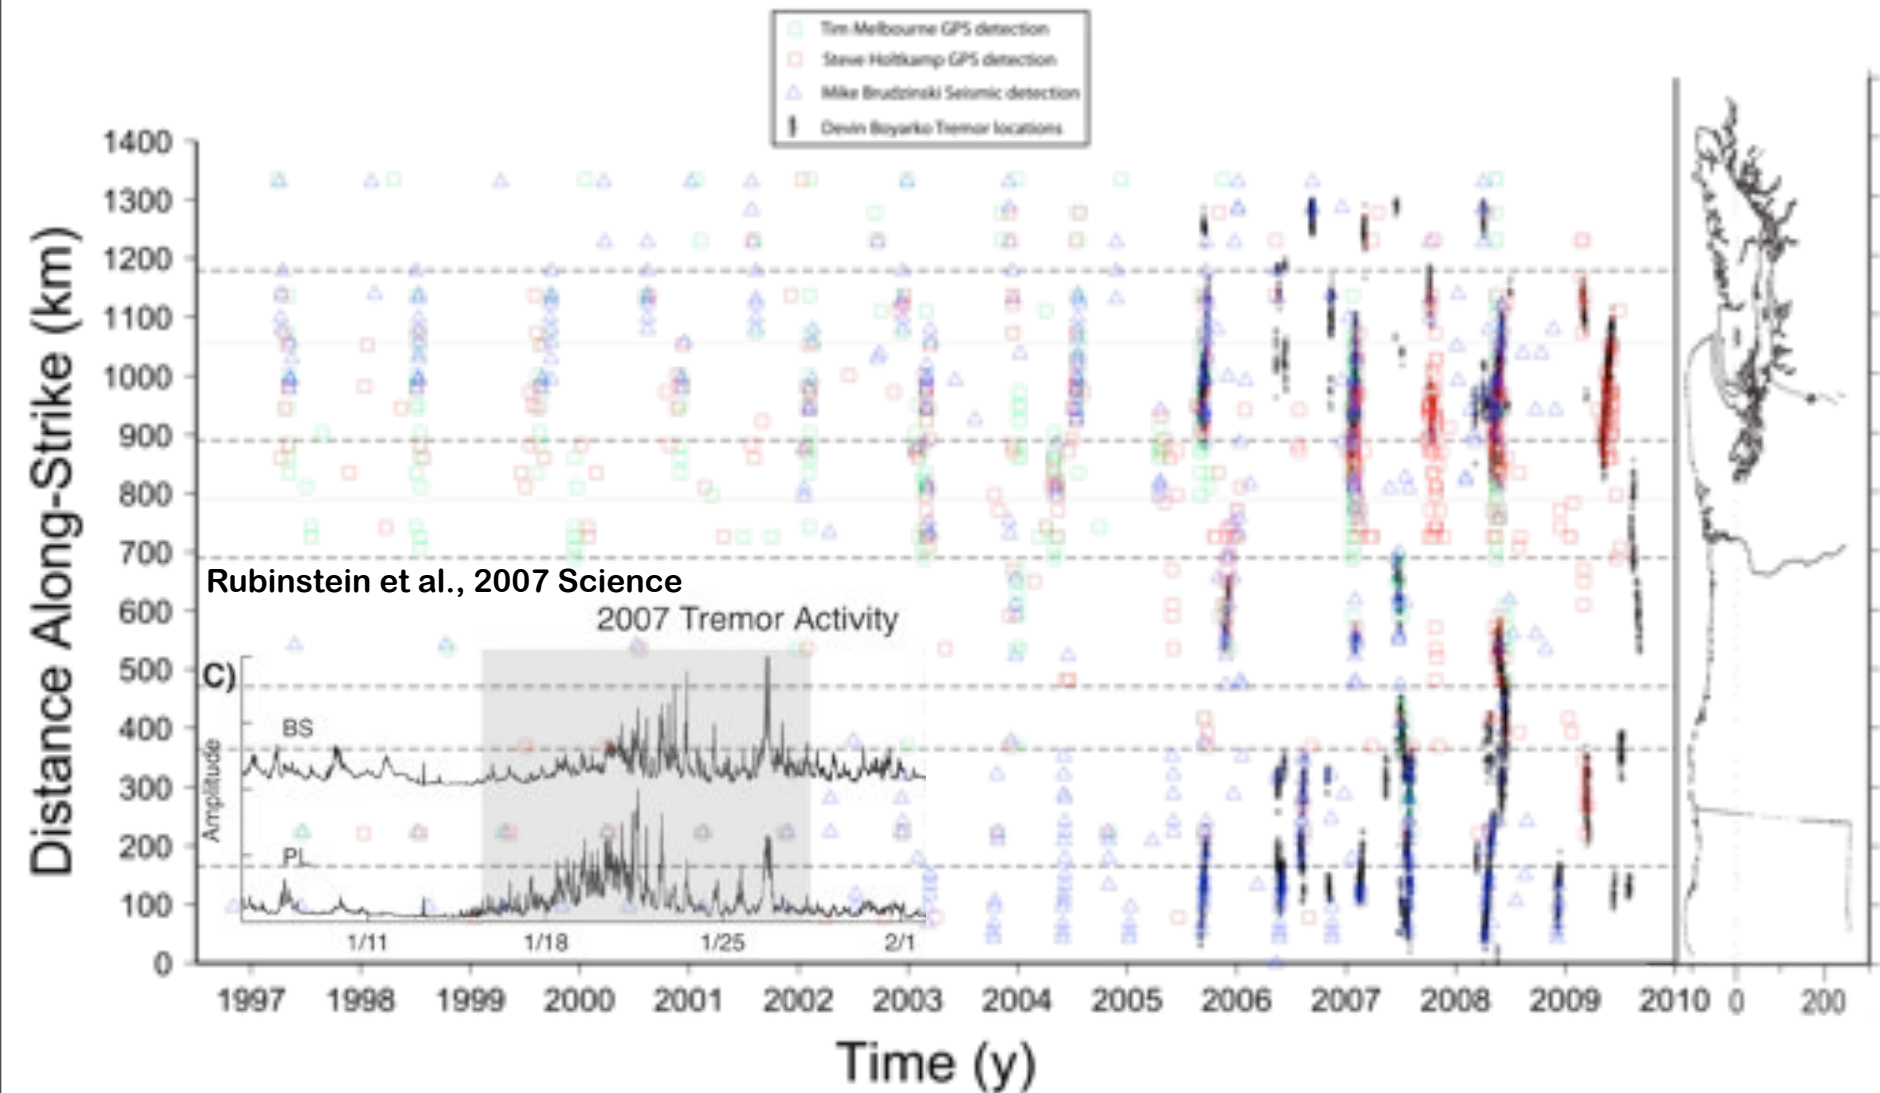 Tim Melbourne GPS detection
Steve Holtkamp GPS detection
Mike Brudzinski Seismic detection
Devin Boyarko Tremor locations
Distance Along-Strike (km)
1400
1300
1200
1100
1000
900
800
700
600
500
400
300
200
100
0
Rubinstein et al., 2007 Science
2007 Tremor Activity
C)
BS
Amplitude
PL
1/11 1/18 1/25 2/1
1997 1998 1999 2000 2001 2002 2003 2004 2005 2006 2007 2008 2009 2010 0 200
Time (y)